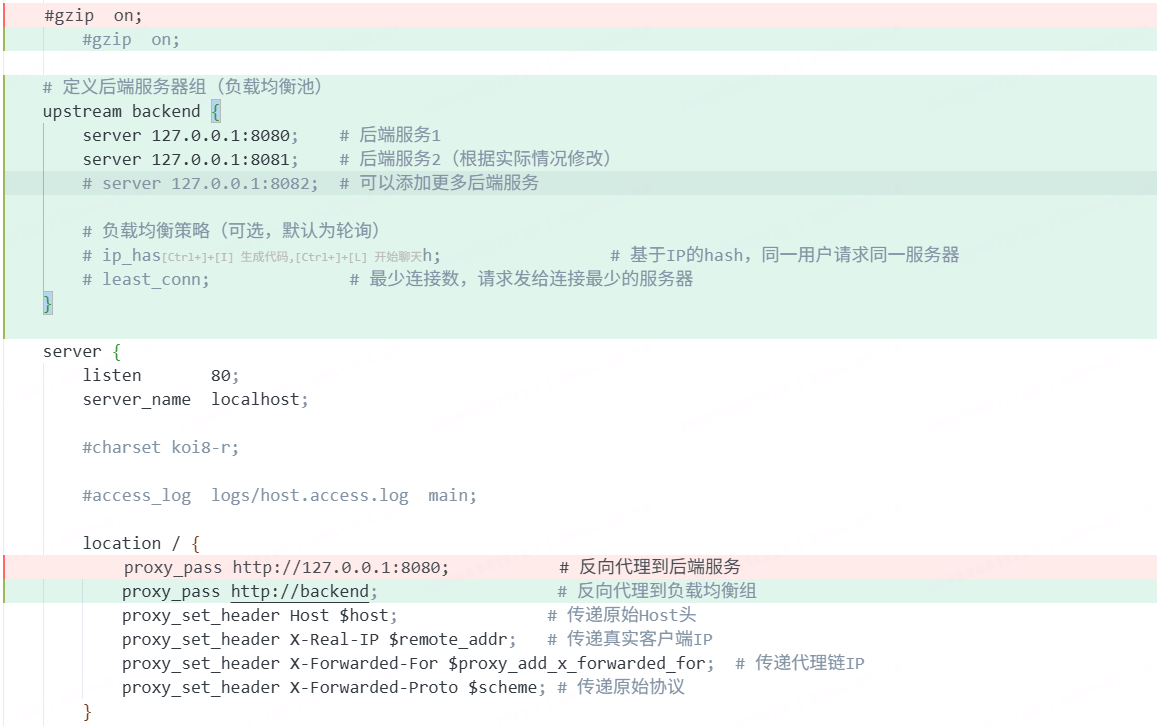 #gzip  on;
#gzip  on;
# 定义后端服务器组（负载均衡池）
upstream backend {
server 127.0.0.1:8080;    # 后端服务1
server 127.0.0.1:8081;    # 后端服务2（根据实际情况修改）
# server 127.0.0.1:8082;  # 可以添加更多后端服务
# 负载均衡策略（可选，默认为轮询）
# ip_has[Ctrl+]+[I] 生成代码,[Ctrl+]+[L] 开始聊天h;                 # 基于IP的hash，同一用户请求同一服务器
# least_conn;              # 最少连接数，请求发给连接最少的服务器
}
server {
listen       80;
server_name  localhost;
#charset koi8-r;
#access_log  logs/host.access.log  main;
location / {
proxy_pass http://127.0.0.1:8080;           # 反向代理到后端服务
proxy_pass http://backend;                  # 反向代理到负载均衡组
proxy_set_header Host $host;               # 传递原始Host头
proxy_set_header X-Real-IP $remote_addr;   # 传递真实客户端IP
proxy_set_header X-Forwarded-For $proxy_add_x_forwarded_for;  # 传递代理链IP
proxy_set_header X-Forwarded-Proto $scheme; # 传递原始协议
}